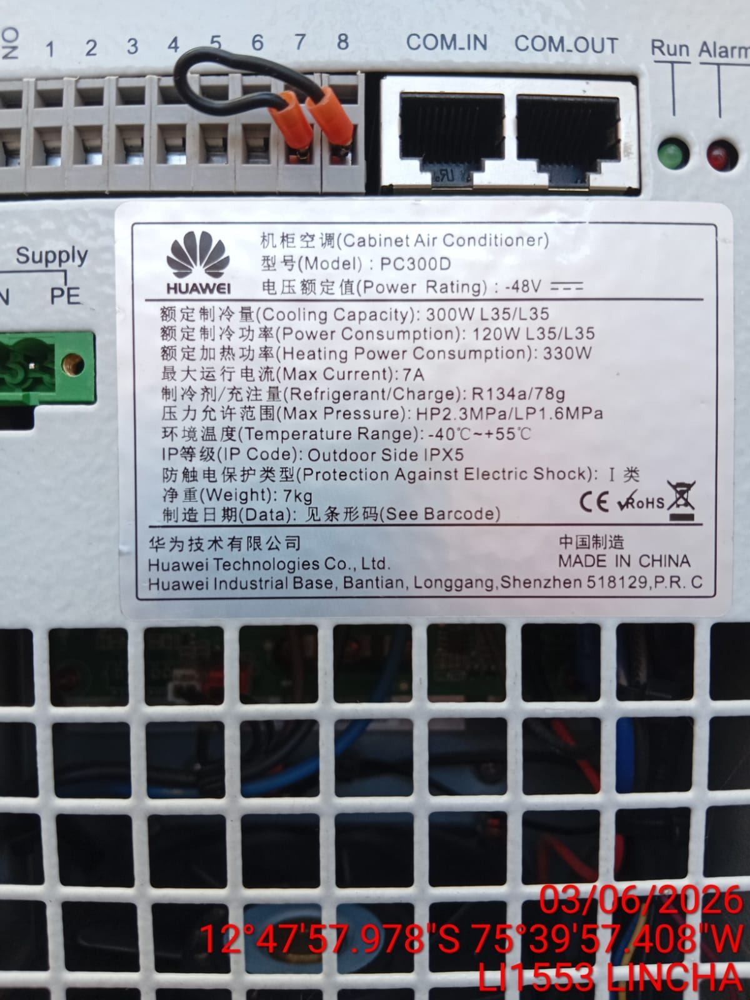 NO 1 2 3 4 5 6 7 8 COM-IN COM-OUT Run Alarm
Supply
N PE
HUAWEI
机柜空调(Cabinet Air Conditioner)
型号(Model) : PC300D
电压额定值(Power Rating) : -48V
额定制冷量(Cooling Capacity): 300W L35/L35
额定制冷功率(Power Consumption): 120W L35/L35
额定加热功率(Heating Power Consumption): 330W
最大运行电流(Max Current): 7A
制冷剂/充注量(Refrigerant/Charge): R134a/78g
压力允许范围(Max Pressure): HP2.3MPa/LP1.6MPa
环境温度(Temperature Range): -40℃~+55℃
IP等级(IP Code): Outdoor Side IPX5
防触电保护类型(Protection Against Electric Shock): I 类
净重(Weight): 7kg
制造日期(Data): 见条形码(See Barcode)
CE RoHS
华为技术有限公司
Huawei Technologies Co., Ltd.
Huawei Industrial Base, Bantian, Longgang, Shenzhen 518129, P.R. C
中国制造
MADE IN CHINA
03/06/2026
12°47'57.978"S 75°39'57.408"W
LI1553 LINCHA